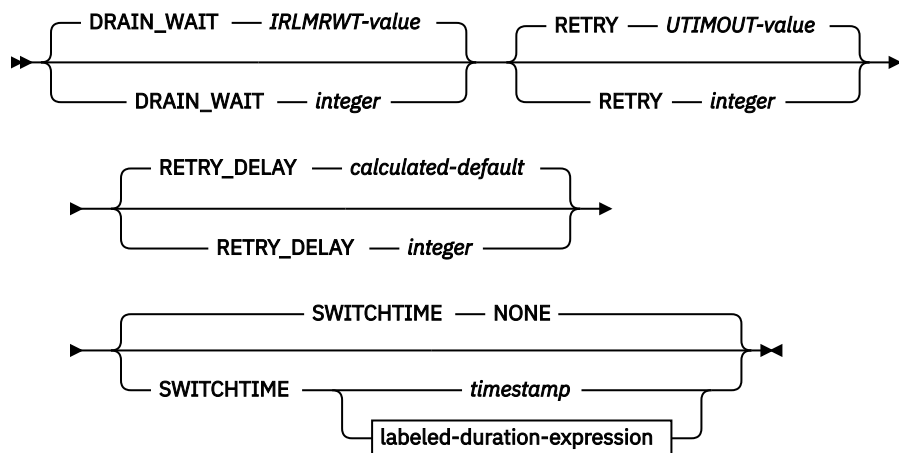 DRAIN_WAIT IRLMRWT-value RETRY UTIMOUT-value
DRAIN_WAIT integer RETRY integer
RETRY_DELAY calculated-default
RETRY_DELAY integer
SWITCHTIME NONE
SWITCHTIME timestamp
labeled-duration-expression